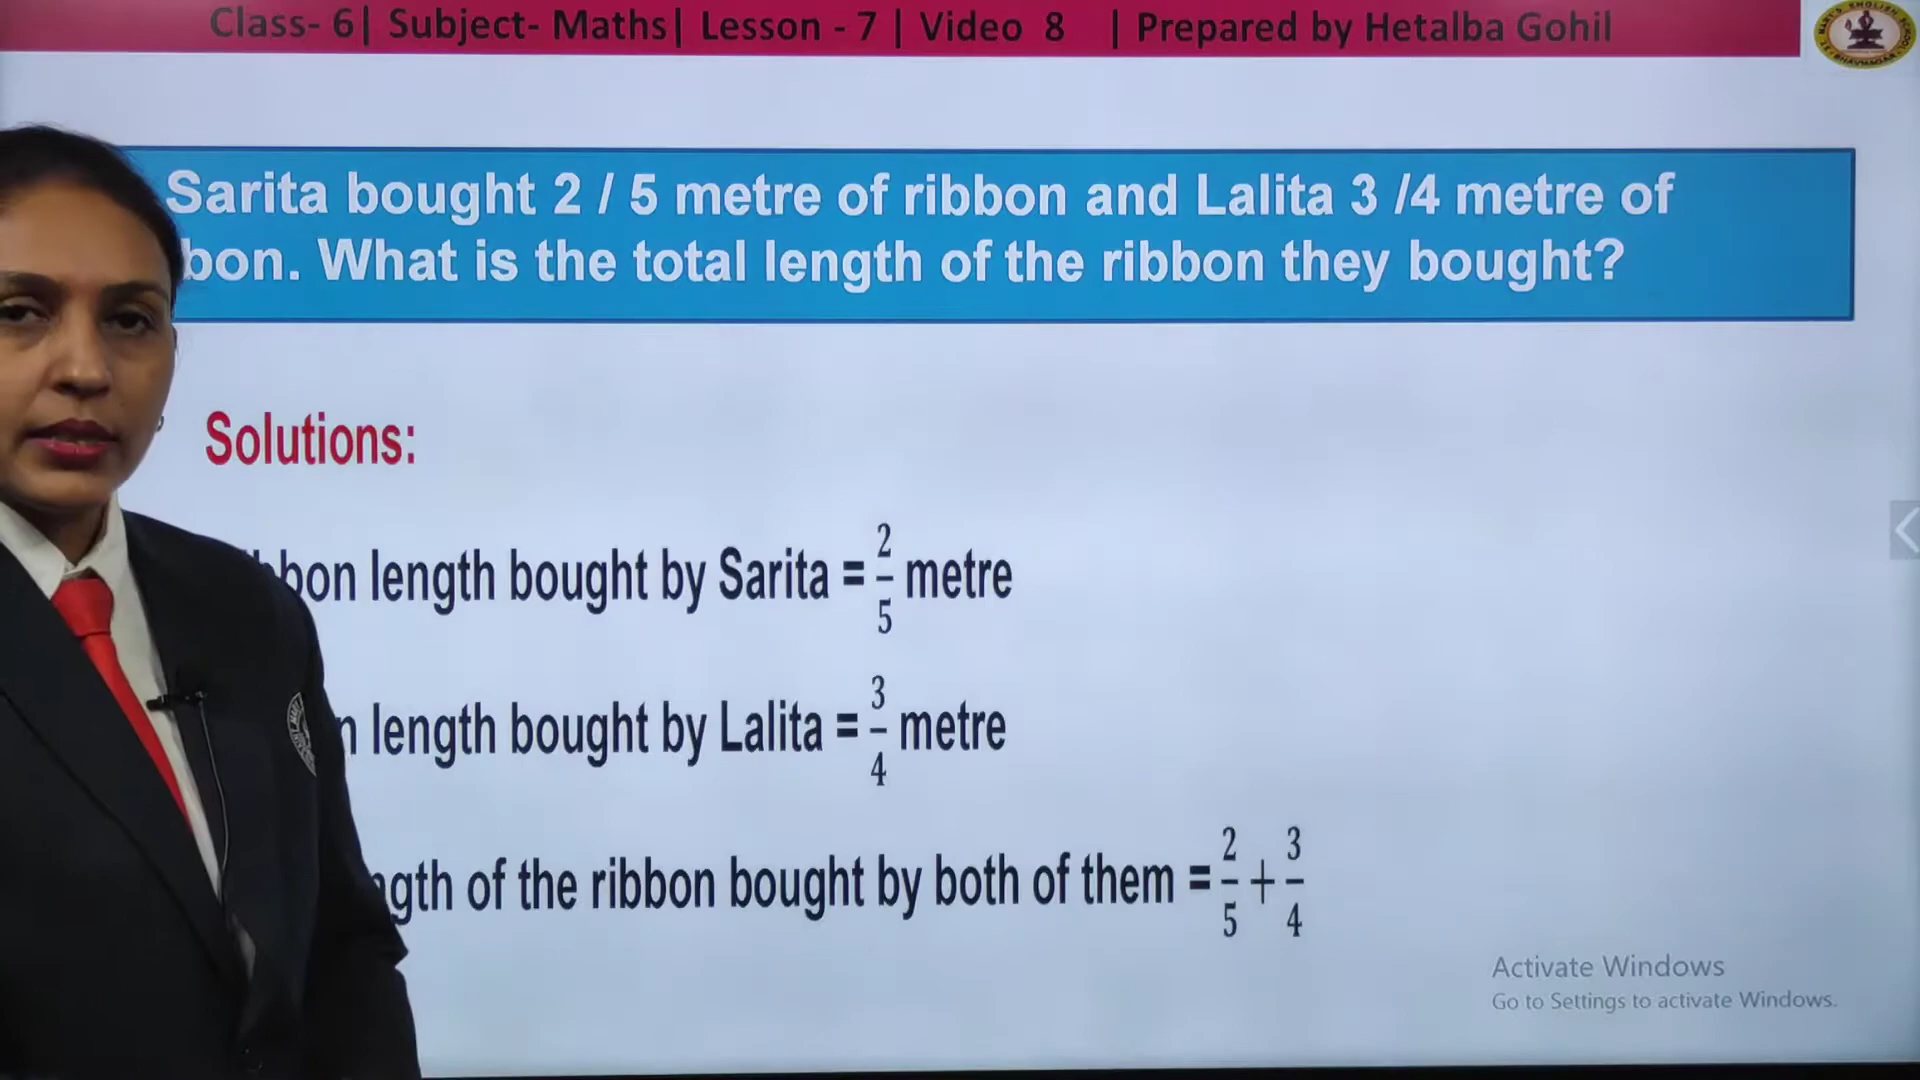 Class- 6| Subject- Maths| Lesson - 7 | Video 8 | Prepared by Hetalba Gohil
Sarita bought 2 / 5 metre of ribbon and Lalita 3 /4 metre of
bon. What is the total length of the ribbon they bought?
Solutions:
bon length bought by Sarita = 2/5 metre
n length bought by Lalita = 3/4 metre
gth of the ribbon bought by both of them = 2/5 + 3/4
Activate Windows
Go to Settings to activate Windows.